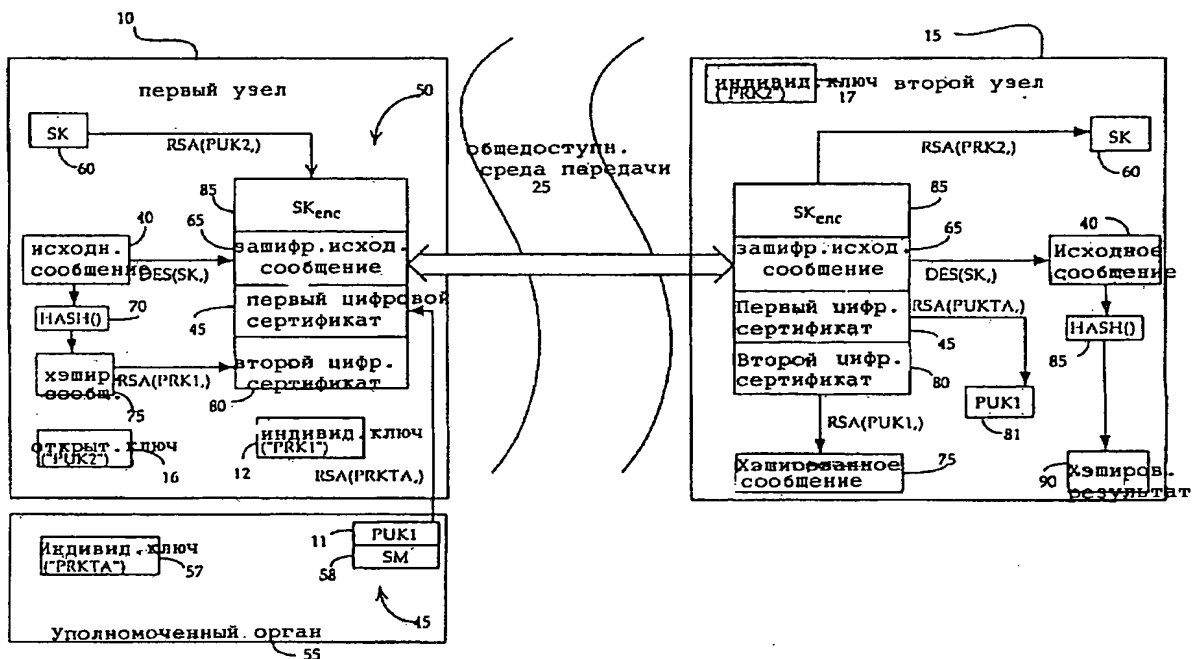 10
первый узел
50
SK
60
RSA(PUK2,)
85
SKenc
65
зашифр.исход.
сообщение
40
исходн.
сообщение
DES(SK,)
70
HASH()
первый цифровой
сертификат
45
хэшир.
сообщ.
75
RSA(PRK1,)
второй цифр.
сертификат
80
открыт.ключ
("PUK2")
16
индивид.ключ
("PRK1")
12
RSA(PRKTA,)
11
PUK1
58
SM
Индивид.ключ
("PRKTA")
57
45
Уполномоченный орган
55
общедоступн.
среда передачи
25
15
индивид.ключ
("PRK2")
17
второй узел
RSA(PRK2,)
SK
60
85
SKenc
65
зашифр.исход.
сообщение
DES(SK,)
40
Исходное
сообщение
Первый цифр.
сертификат
RSA(PUKTA,)
45
HASH()
85
Второй цифр.
сертификат
80
PUK1
81
RSA(PUK1,)
Хэшированное
сообщение
75
90
Хэширов.
результат